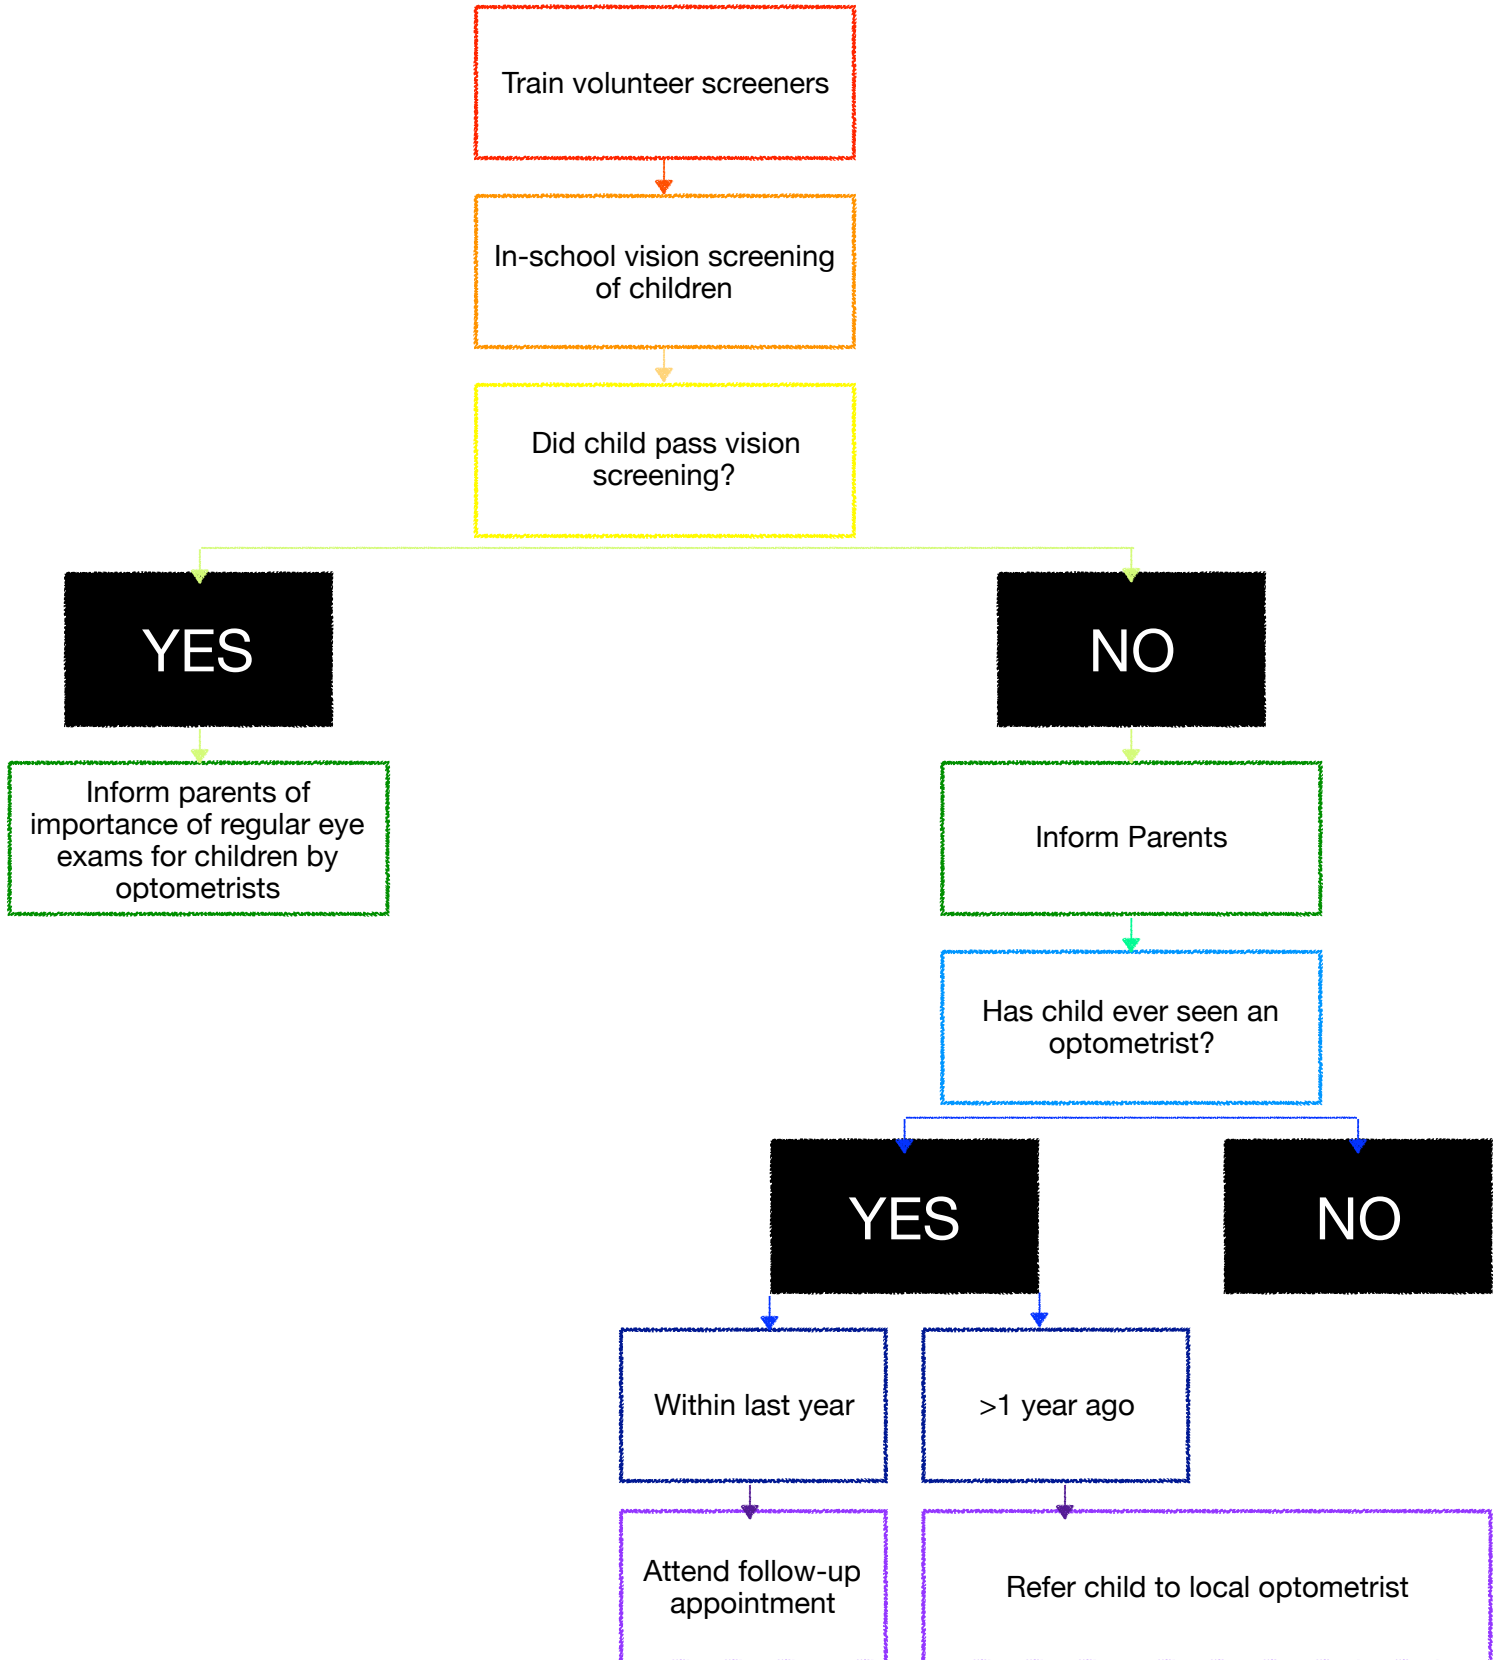 Train volunteer screeners
In-school vision screening
of children
Did child pass vision
screening?
YES
NO
Inform parents of
importance of regular eye
exams for children by
optometrists
Inform Parents
Has child ever seen an
optometrist?
YES
NO
Within last year
>1 year ago
Attend follow-up
appointment
Refer child to local optometrist